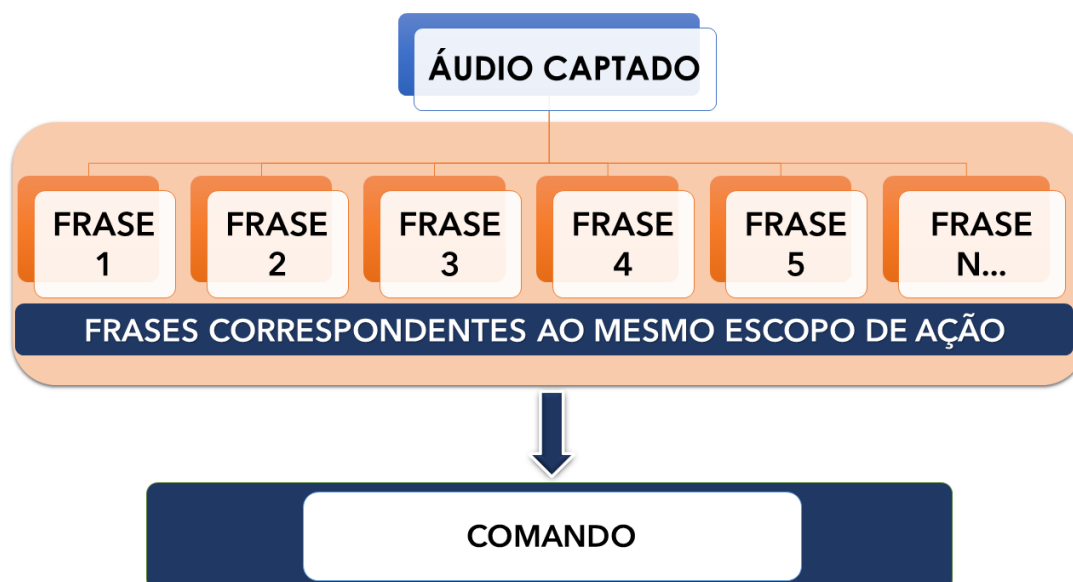 ÁUDIO CAPTADO
FRASE 1
FRASE 2
FRASE 3
FRASE 4
FRASE 5
FRASE N...
FRASES CORRESPONDENTES AO MESMO ESCOPO DE AÇÃO
COMANDO